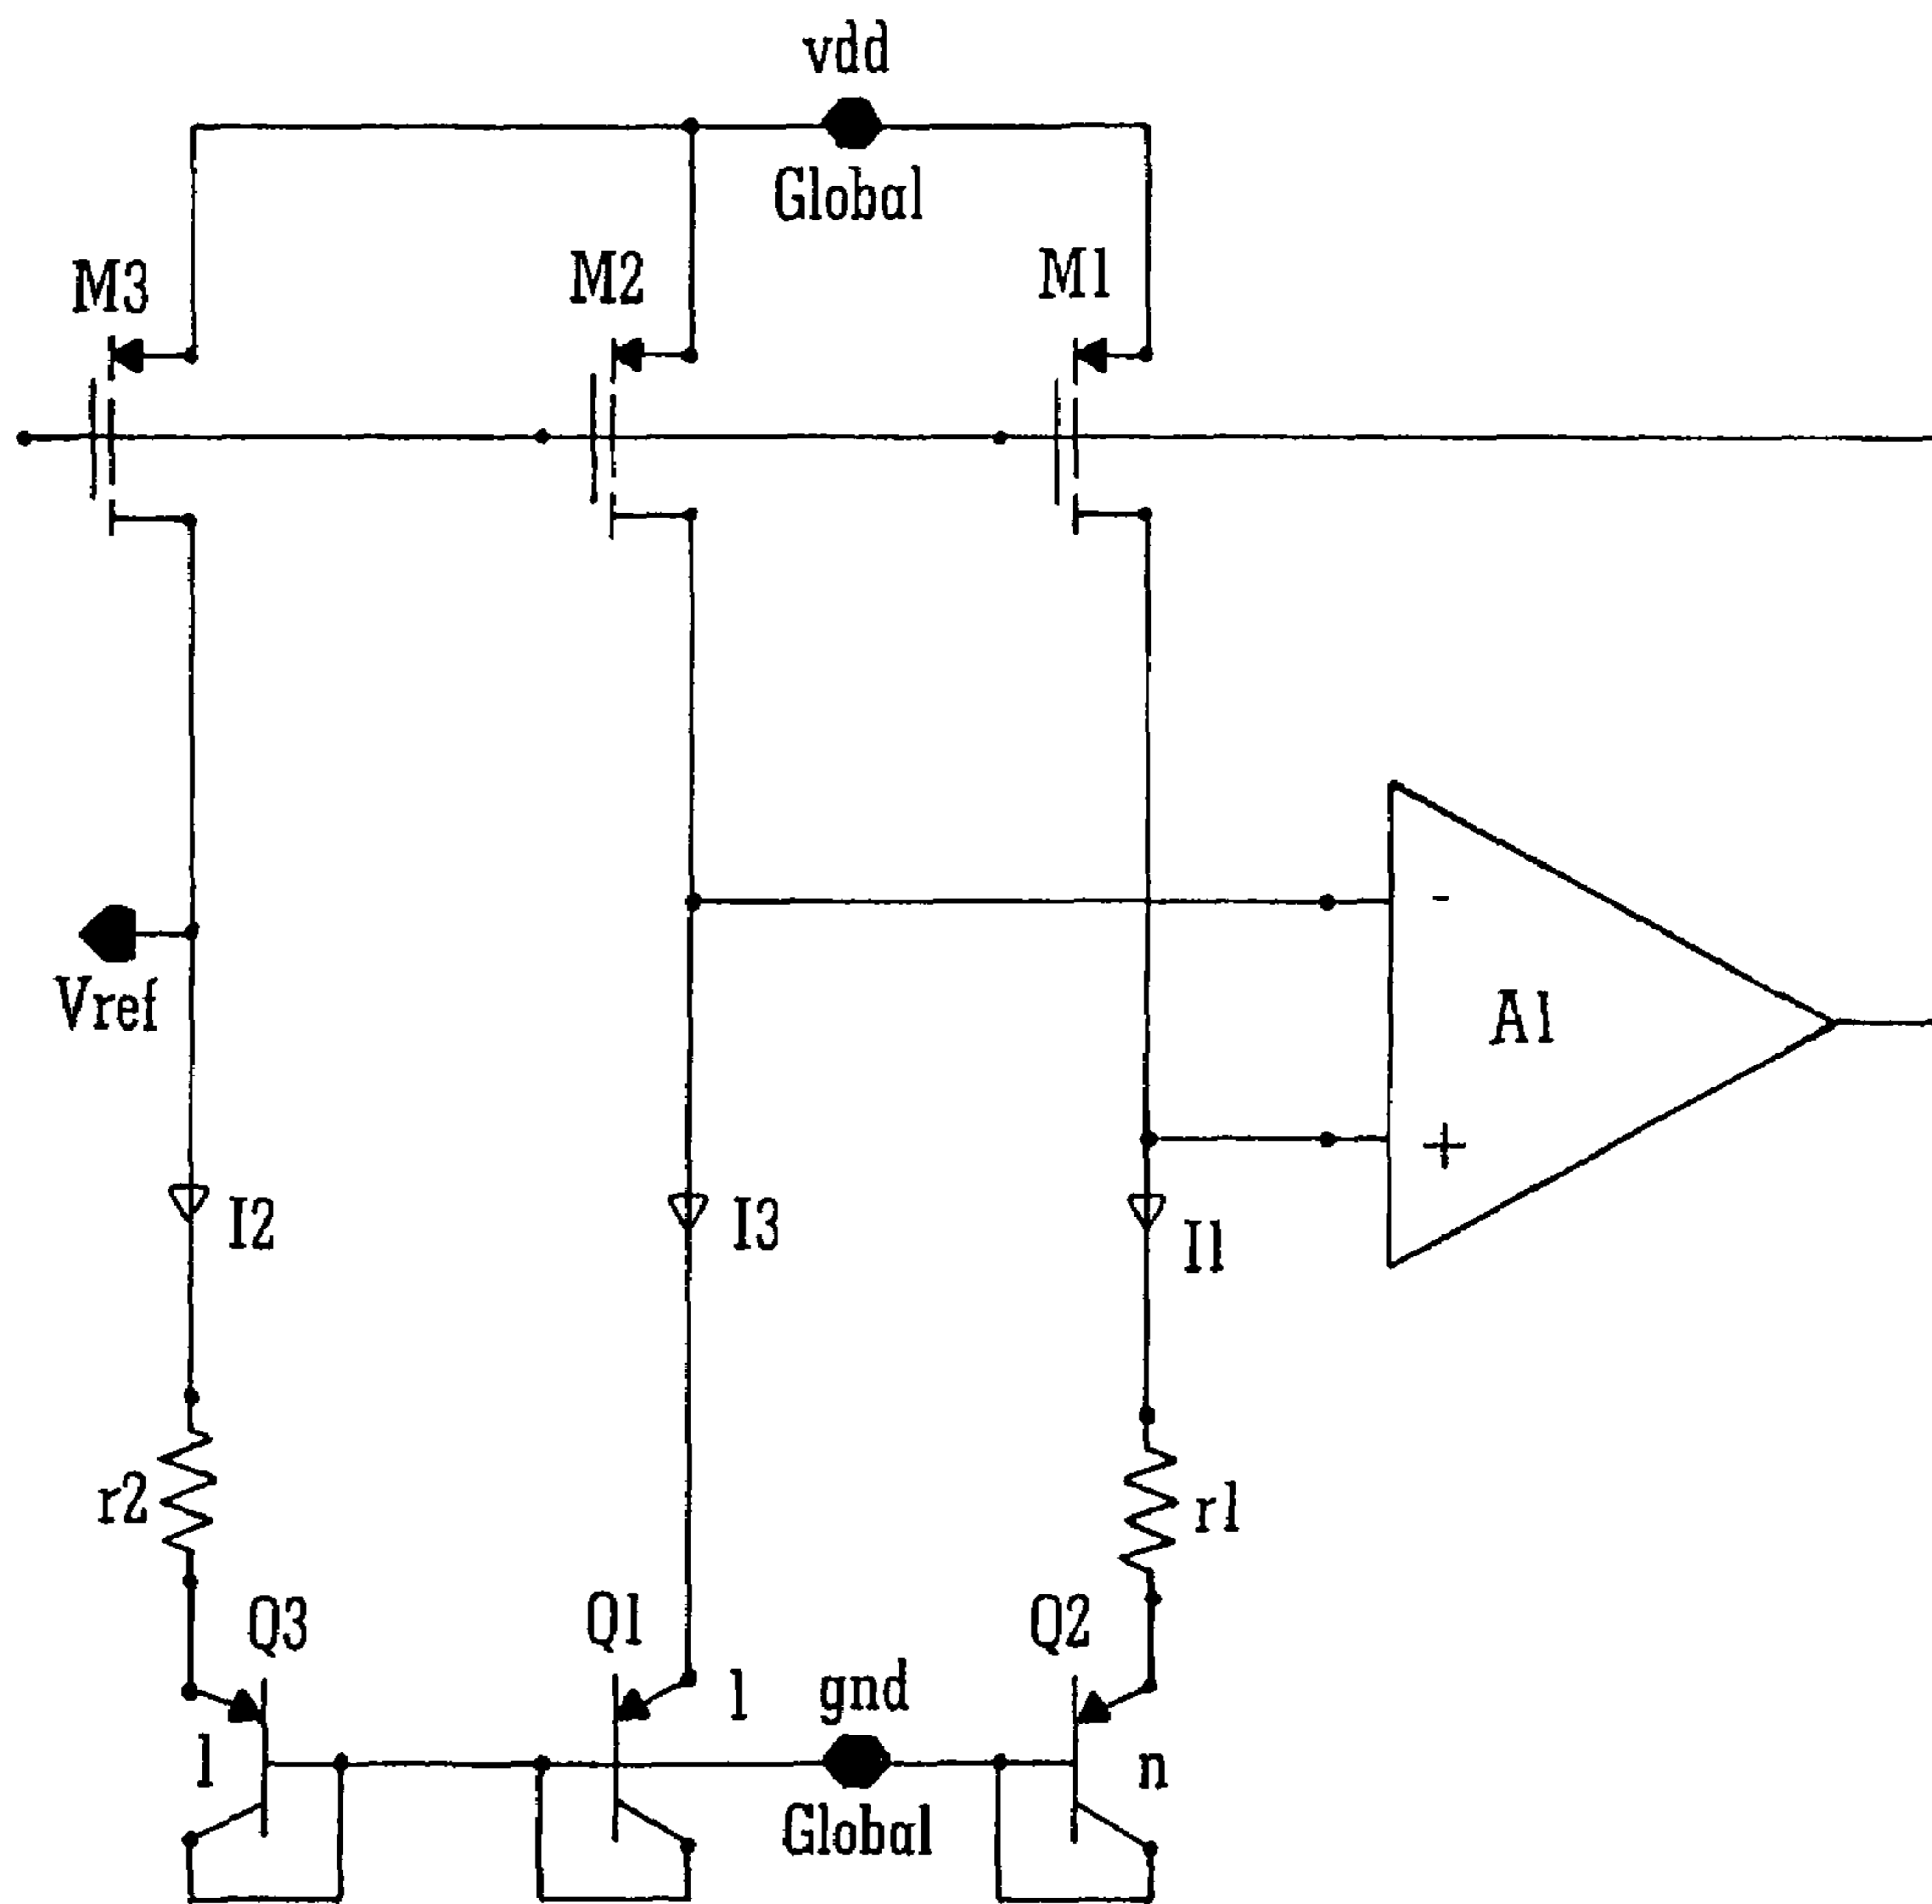 vdd
Global
M3
M2
M1
-
A1
Vref
+
I2
I3
I1
r2
r1
Q3
Q1
Q2
1
gnd
1
n
Global